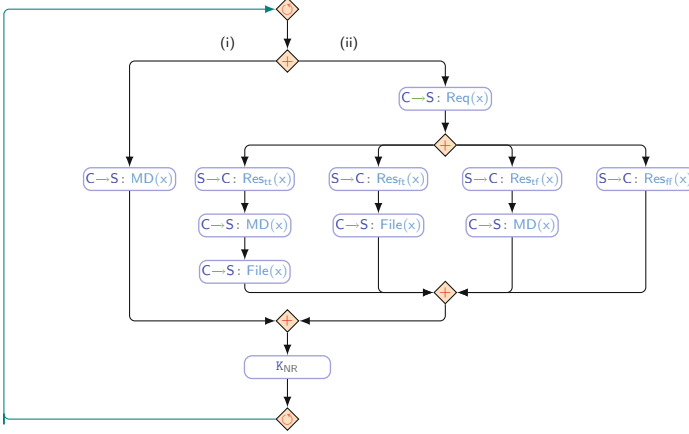 (i) (ii)
C→S: Req(x)
C→S: MD(x) S→C: Res_tt(x) S→C: Res_ft(x) S→C: Res_tf(x) S→C: Res_ff(x)
C→S: MD(x) C→S: File(x) C→S: MD(x)
C→S: File(x)
K_NR